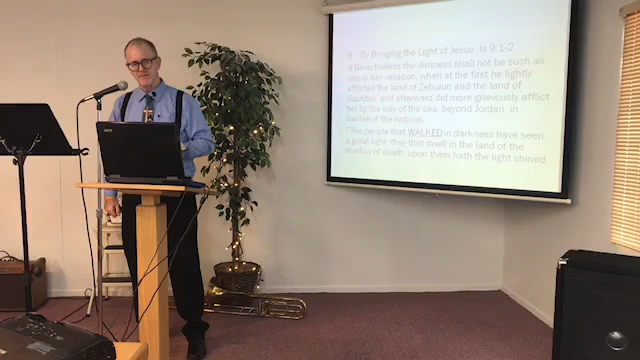 E. By Bringing the Light of Jesus Is 9:1-2
9 Nevertheless the dimness shall not be such as
was in her vexation, when at the first he lightly
afflicted the land of Zebulun and the land of
Naphtali, and afterward did more grievously afflict
her by the way of the sea, beyond Jordan, in
Galilee of the nations.
2 The people that WALKED in darkness have seen
a great light: they that dwell in the land of the
shadow of death, upon them hath the light shined.
acer